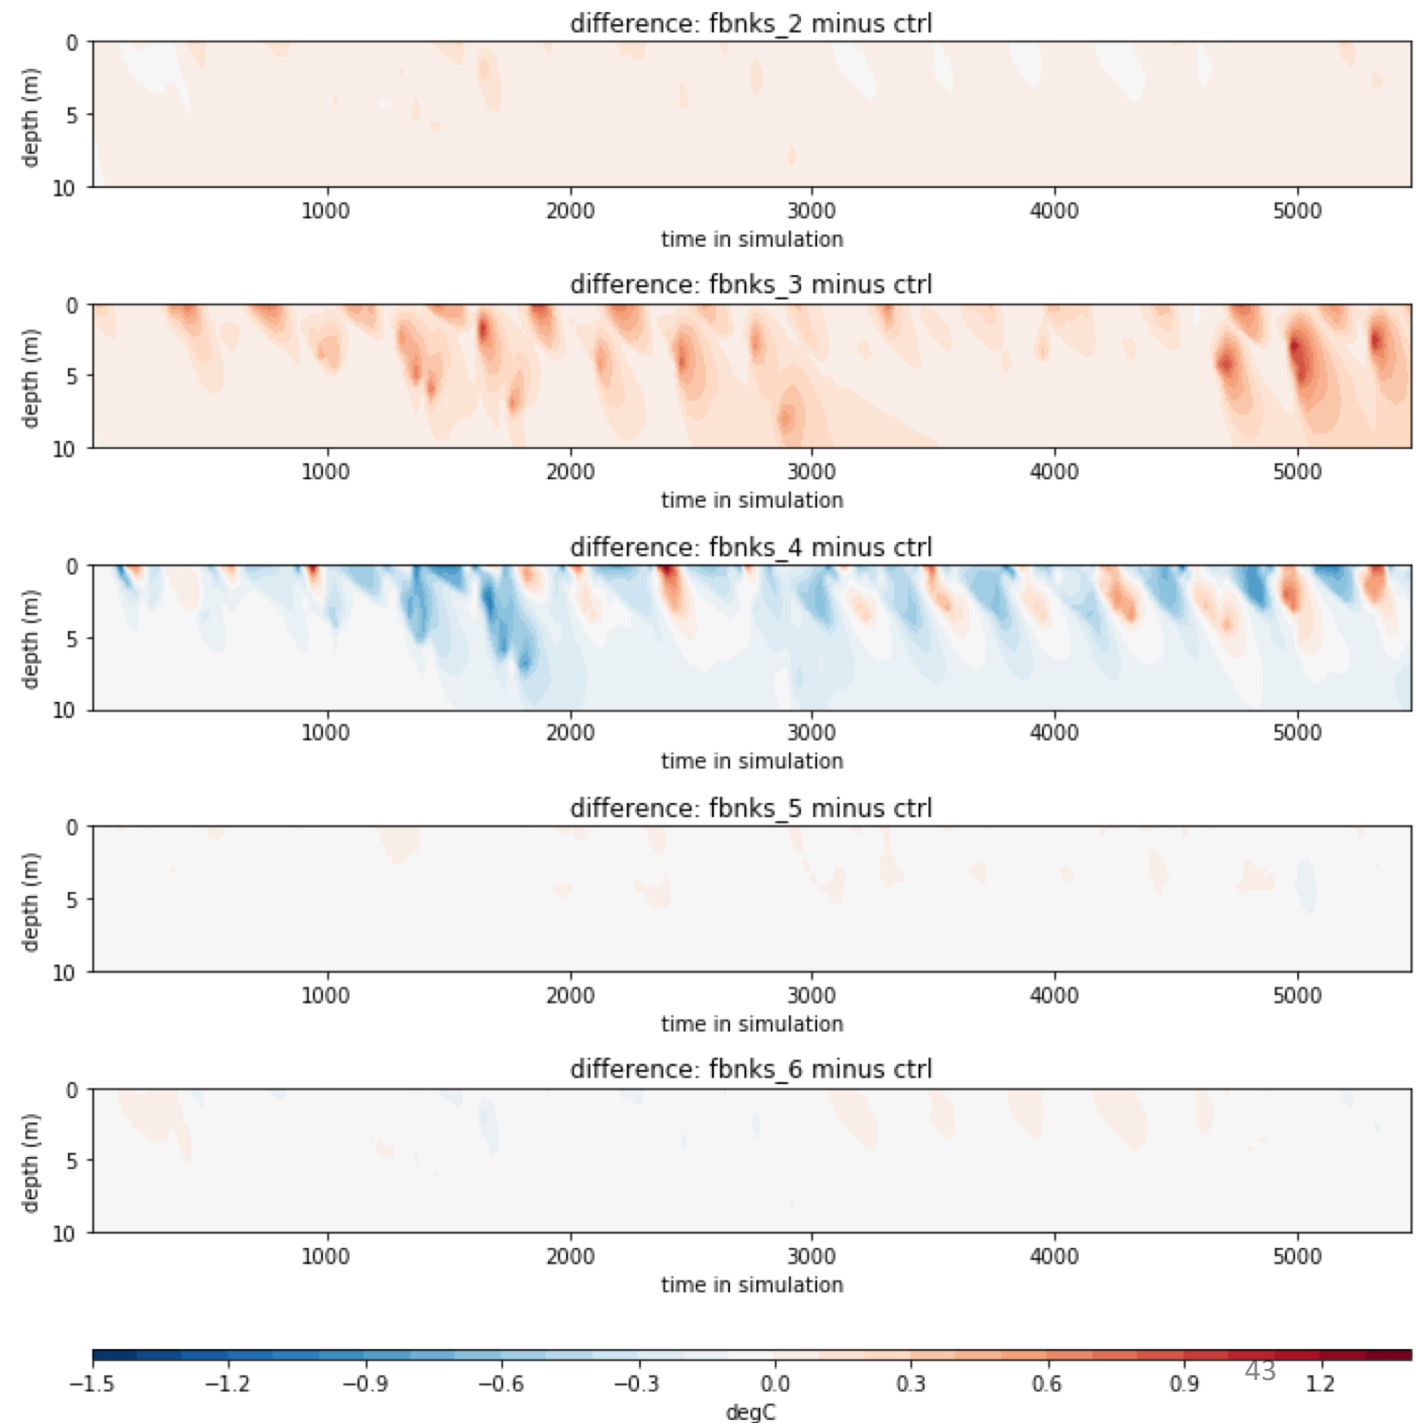 difference: fbnks_2 minus ctrl
0
5
10
depth (m)
1000 2000 3000 4000 5000
time in simulation
difference: fbnks_3 minus ctrl
0
5
10
depth (m)
1000 2000 3000 4000 5000
time in simulation
difference: fbnks_4 minus ctrl
0
5
10
depth (m)
1000 2000 3000 4000 5000
time in simulation
difference: fbnks_5 minus ctrl
0
5
10
depth (m)
1000 2000 3000 4000 5000
time in simulation
difference: fbnks_6 minus ctrl
0
5
10
depth (m)
1000 2000 3000 4000 5000
time in simulation
43
−1.5 −1.2 −0.9 −0.6 −0.3 0.0 0.3 0.6 0.9 1.2
degC